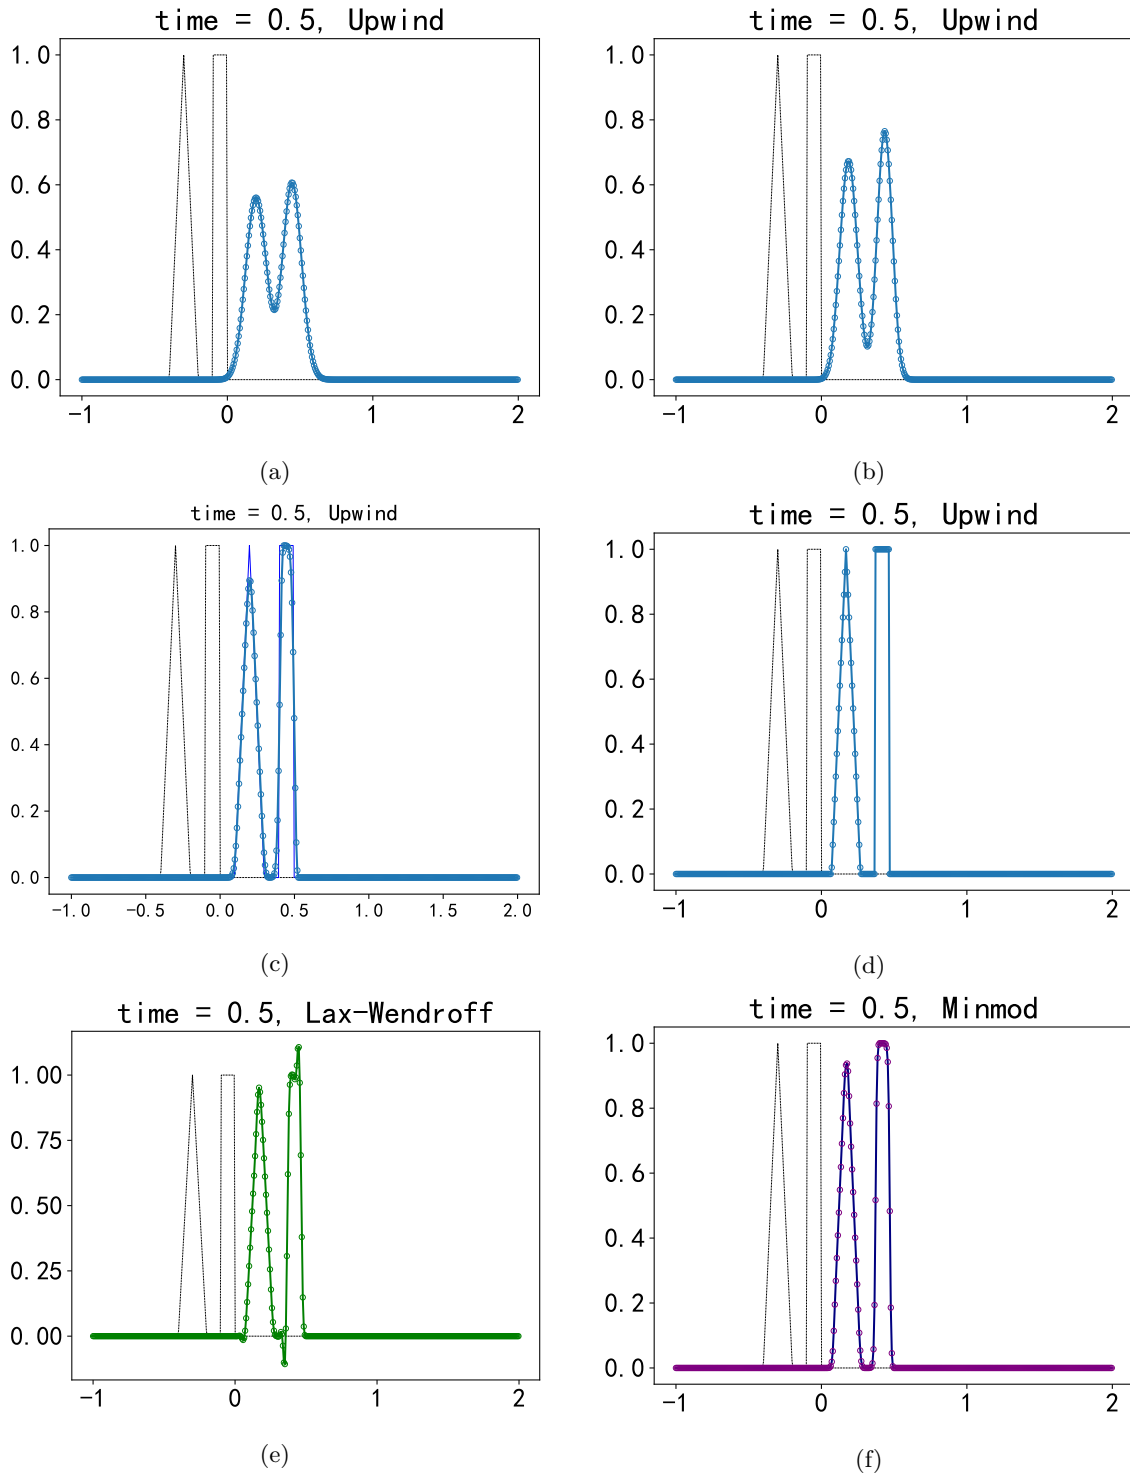 time = 0.5, Upwind
1.0
0.8
0.6
0.4
0.2
0.0
−1 0 1 2
(a)
time = 0.5, Upwind
1.0
0.8
0.6
0.4
0.2
0.0
−1 0 1 2
(b)
time = 0.5, Upwind
1.0
0.8
0.6
0.4
0.2
0.0
−1.0 −0.5 0.0 0.5 1.0 1.5 2.0
(c)
time = 0.5, Upwind
1.0
0.8
0.6
0.4
0.2
0.0
−1 0 1 2
(d)
time = 0.5, Lax-Wendroff
1.00
0.75
0.50
0.25
0.00
−1 0 1 2
(e)
time = 0.5, Minmod
1.0
0.8
0.6
0.4
0.2
0.0
−1 0 1 2
(f)